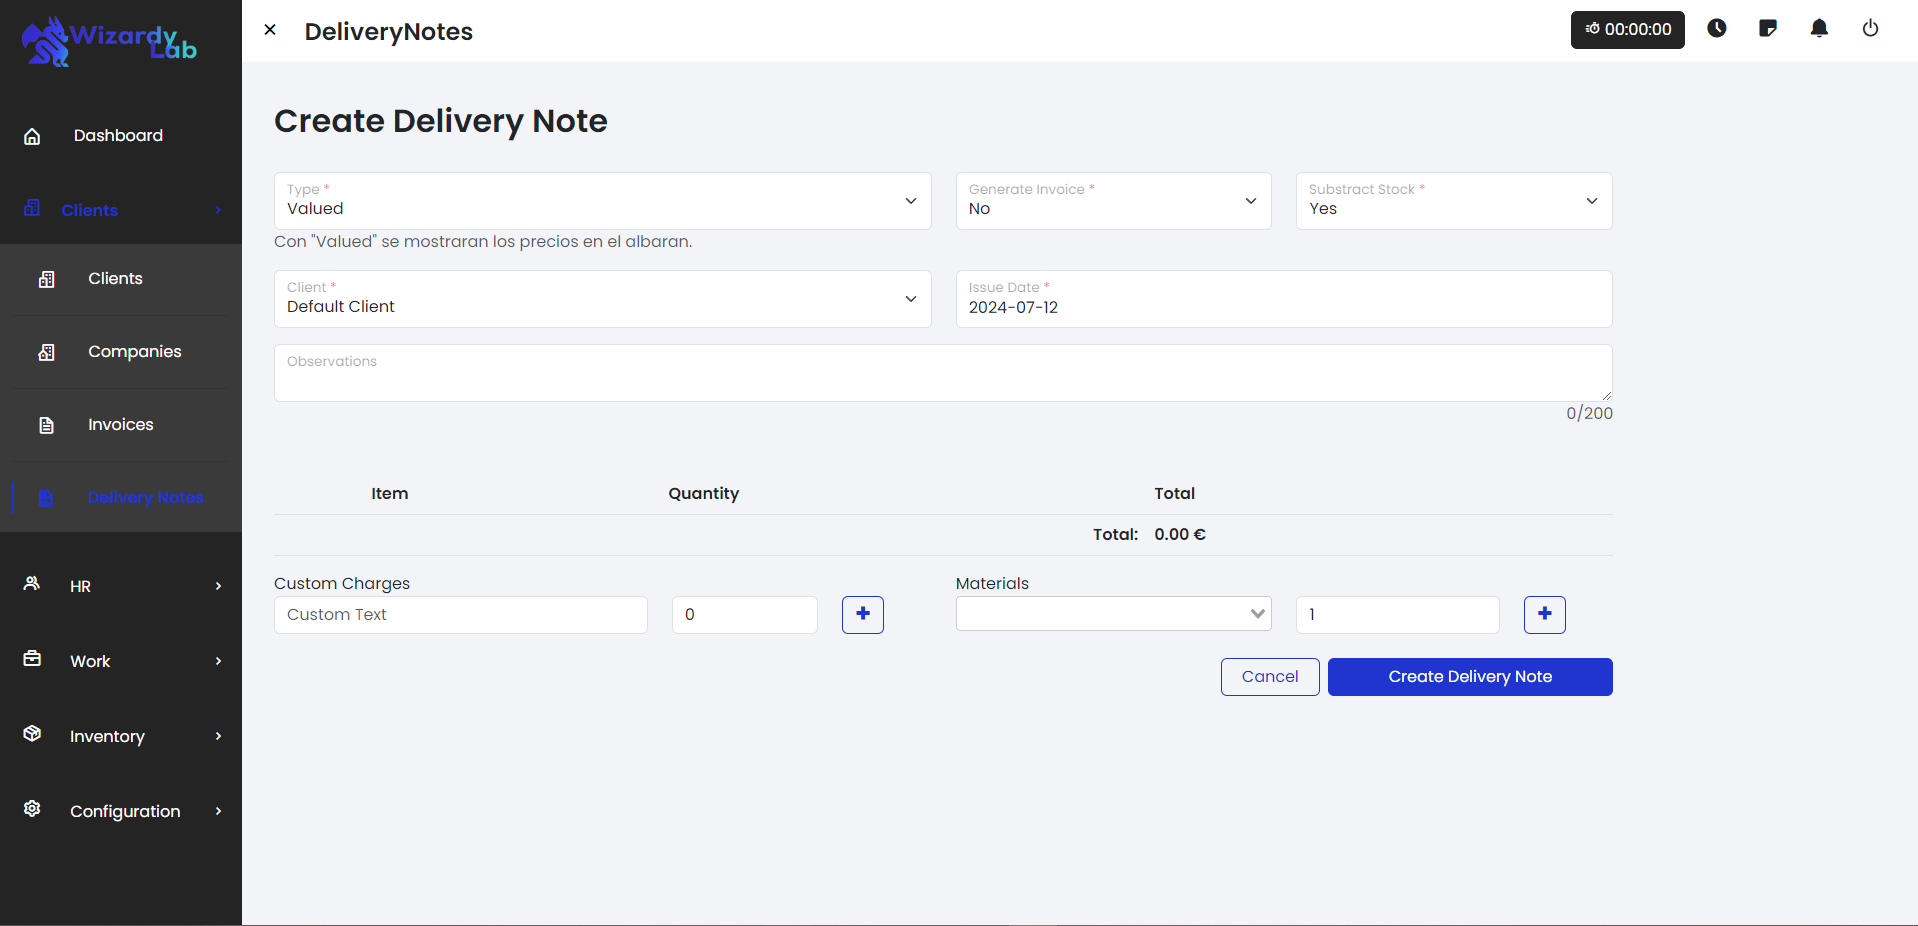 Wizardy
Lab
DeliveryNotes
00:00:00
Dashboard
Clients
Clients
Companies
Invoices
Delivery Notes
HR
Work
Inventory
Configuration
Create Delivery Note
Type *
Valued
Generate Invoice *
No
Substract Stock *
Yes
Con "Valued" se mostraran los precios en el albaran.
Client *
Default Client
Issue Date *
2024-07-12
Observations
0/200
Item Quantity Total
Total: 0.00 €
Custom Charges
Custom Text
0
Materials
1
Cancel
Create Delivery Note